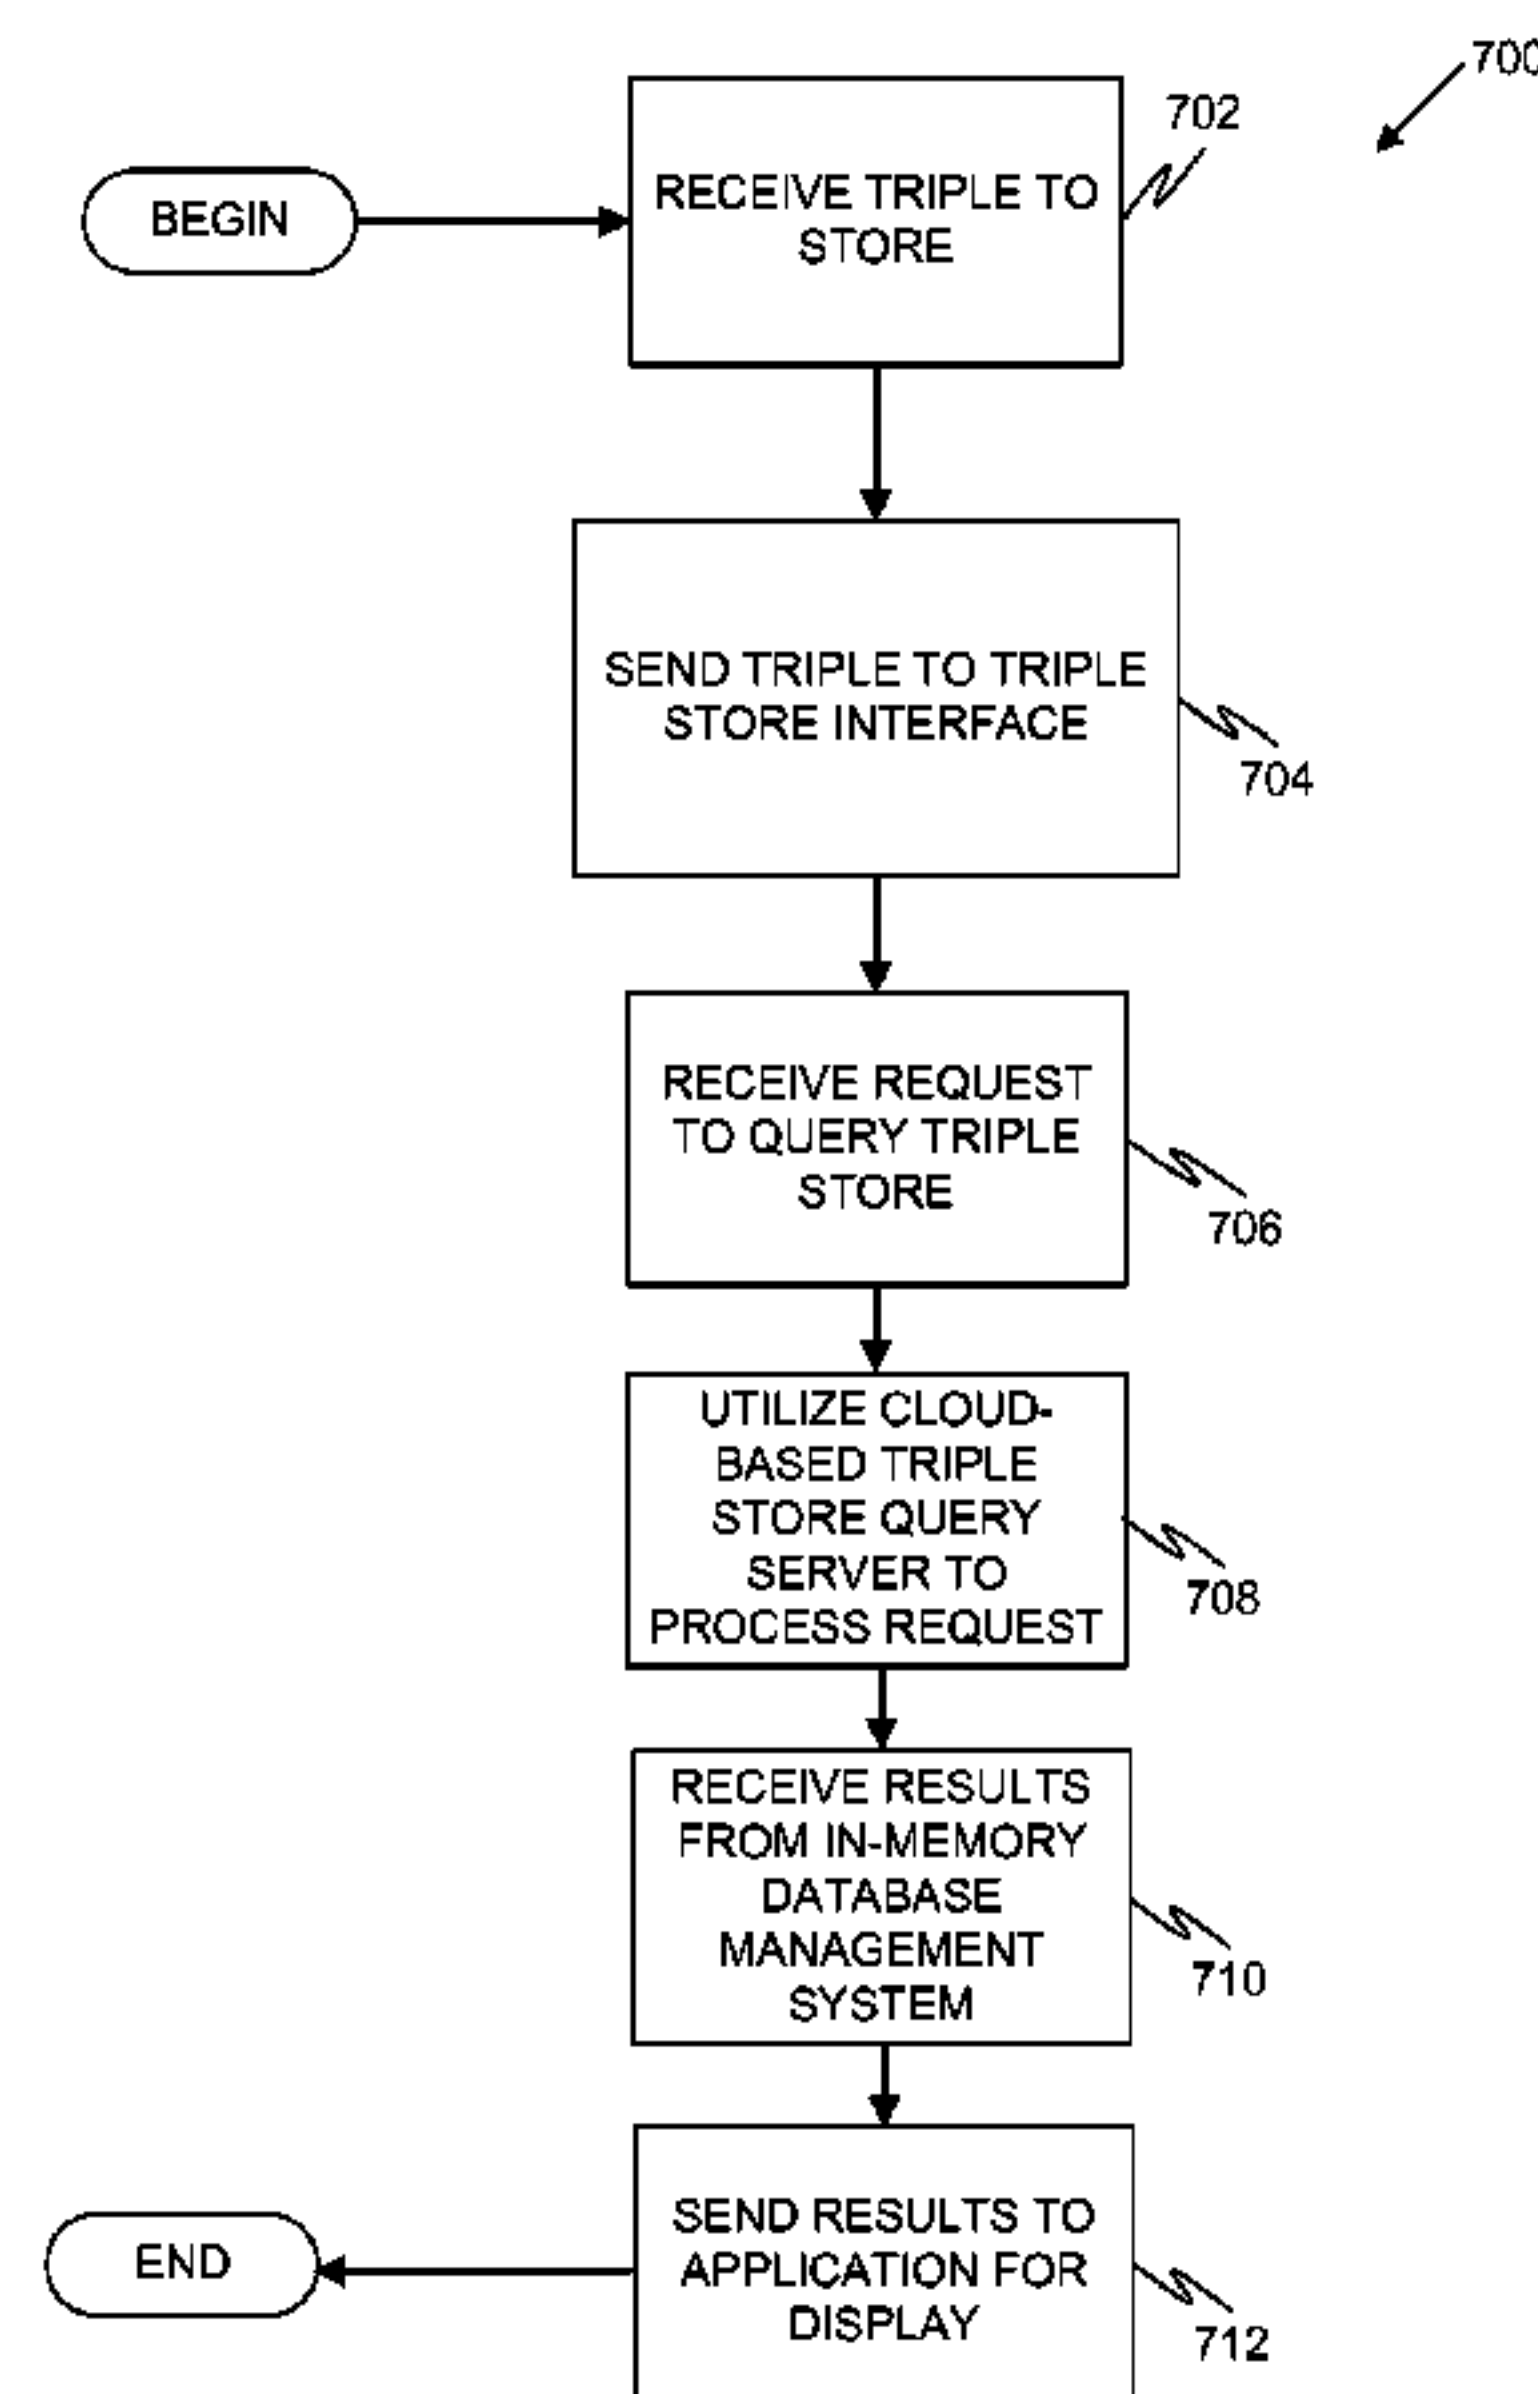 700
702
BEGIN
RECEIVE TRIPLE TO
STORE
SEND TRIPLE TO TRIPLE
STORE INTERFACE
704
RECEIVE REQUEST
TO QUERY TRIPLE
STORE
706
UTILIZE CLOUD-
BASED TRIPLE
STORE QUERY
SERVER TO
PROCESS REQUEST
708
RECEIVE RESULTS
FROM IN-MEMORY
DATABASE
MANAGEMENT
SYSTEM
710
SEND RESULTS TO
APPLICATION FOR
DISPLAY
END
712